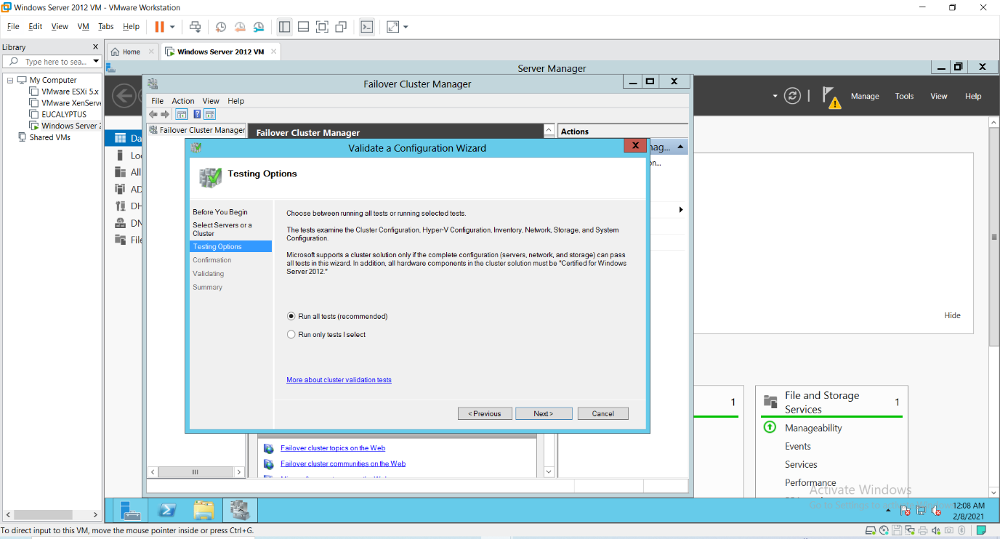 Windows Server 2012 VM - VMware Workstation
File Edit View VM Tabs Help
Library X
Home
Windows Server 2012 VM
Type here to sea...
My Computer
VMware ESXi 5.x
VMware XenServe
EUCALYPTUS
Windows Server 2
Shared VMs
Server Manager
Manage Tools View Help
Da
Loc
All
AD
DH
DN
File
Failover Cluster Manager
File Action View Help
Failover Cluster Manager
Failover Cluster Manager
Actions
nag...
on...
Validate a Configuration Wizard
X
Testing Options
Before You Begin
Select Servers or a
Cluster
Testing Options
Confirmation
Validating
Summary
Choose between running all tests or running selected tests.
The tests examine the Cluster Configuration, Hyper-V Configuration, Inventory, Network, Storage, and System
Configuration.
Microsoft supports a cluster solution only if the complete configuration (servers, network, and storage) can pass
all tests in this wizard. In addition, all hardware components in the cluster solution must be "Certified for Windows
Server 2012."
Run all tests (recommended)
Run only tests I select
More about cluster validation tests
< Previous
Next >
Cancel
Failover cluster topics on the Web
Failover cluster communities on the Web
Hide
1
File and Storage
Services
1
Manageability
Events
Services
Performance
Activate Windows
12:08 AM
2/8/2021
To direct input to this VM, move the mouse pointer inside or press Ctrl+G.